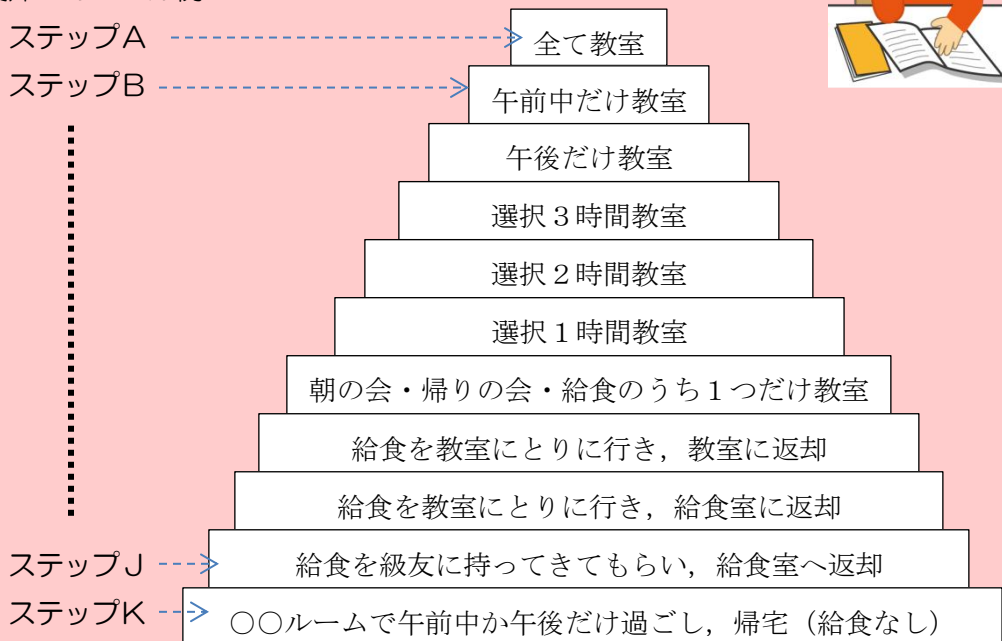 ステップA
全て教室
ステップB
午前中だけ教室
午後だけ教室
選択３時間教室
選択２時間教室
選択１時間教室
朝の会・帰りの会・給食のうち１つだけ教室
給食を教室にとりに行き，教室に返却
給食を教室にとりに行き，給食室に返却
ステップJ
給食を級友に持ってきてもらい，給食室へ返却
ステップK
○○ルームで午前中か午後だけ過ごし，帰宅（給食なし）